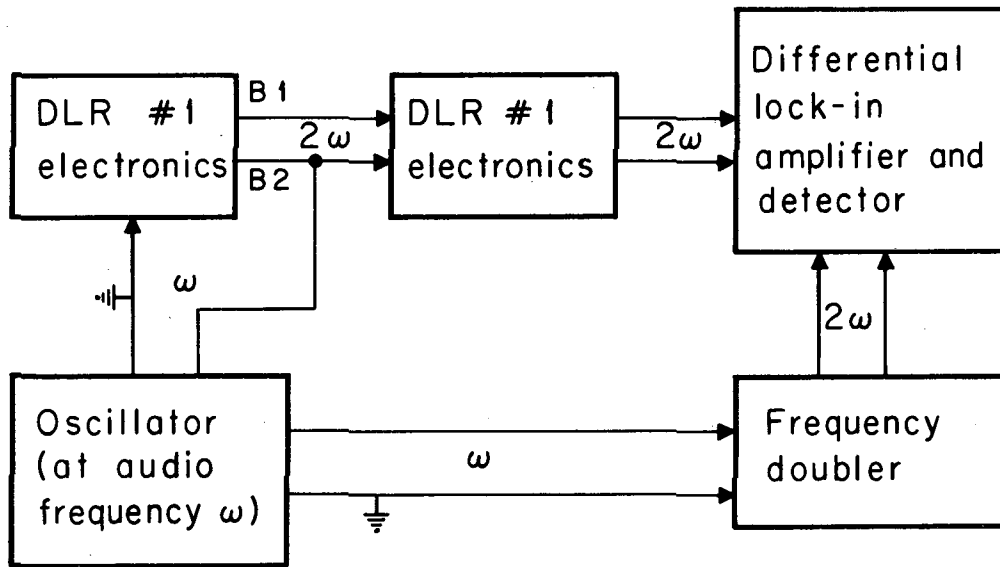 DLR #1
electronics
B1
2ω
B2
DLR #1
electronics
2ω
Differential
lock-in
amplifier and
detector
ω
2ω
Oscillator
(at audio
frequency ω)
ω
Frequency
doubler